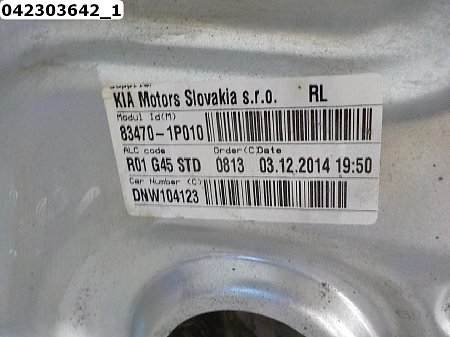 042303642_1
Supplier
KIA Motors Slovakia s.r.o. RL
Modul Id(M)
83470-1P010
ALC code Order(C)Date
R01 G45 STD 0813 03.12.2014 19:50
Car Number (C)
DNW104123